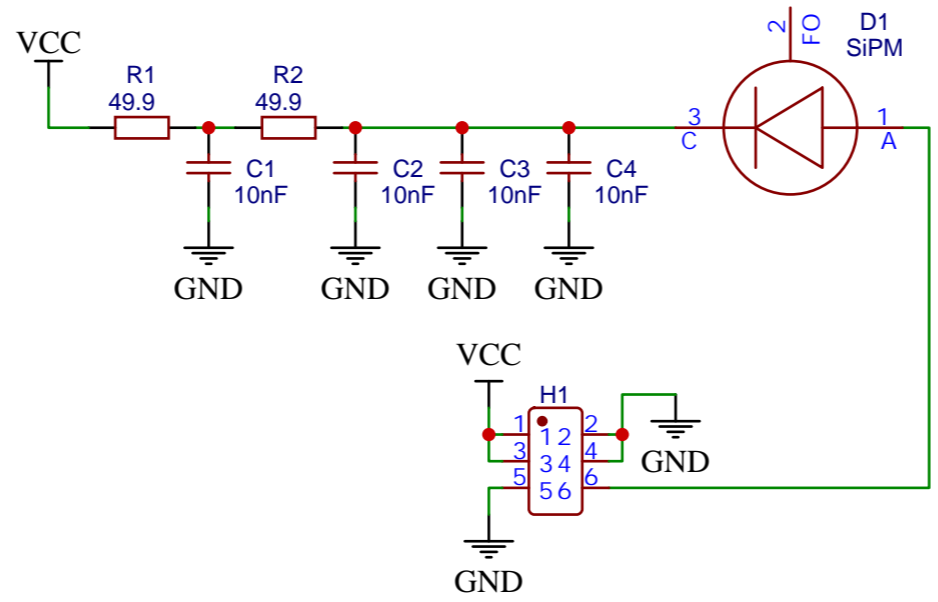 VCC
R1
49.9
R2
49.9
C1
10nF
C2
10nF
C3
10nF
C4
10nF
GND
GND
GND
GND
2
FO
D1
SiPM
3
C
1
A
VCC
H1
1
1 2
2
3
3 4
4
5
5 6
6
GND
GND